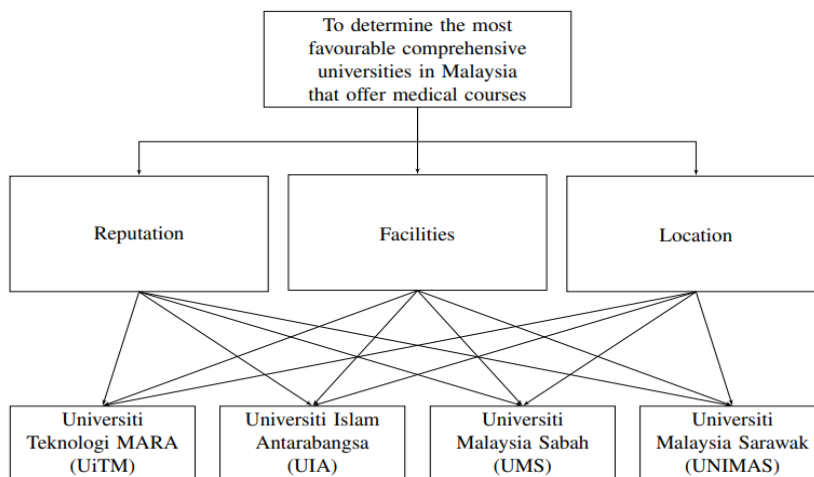 To determine the most
favourable comprehensive
universities in Malaysia
that offer medical courses
Reputation
Facilities
Location
Universiti
Teknologi MARA
(UiTM)
Universiti Islam
Antarabangsa
(UIA)
Universiti
Malaysia Sabah
(UMS)
Universiti
Malaysia Sarawak
(UNIMAS)